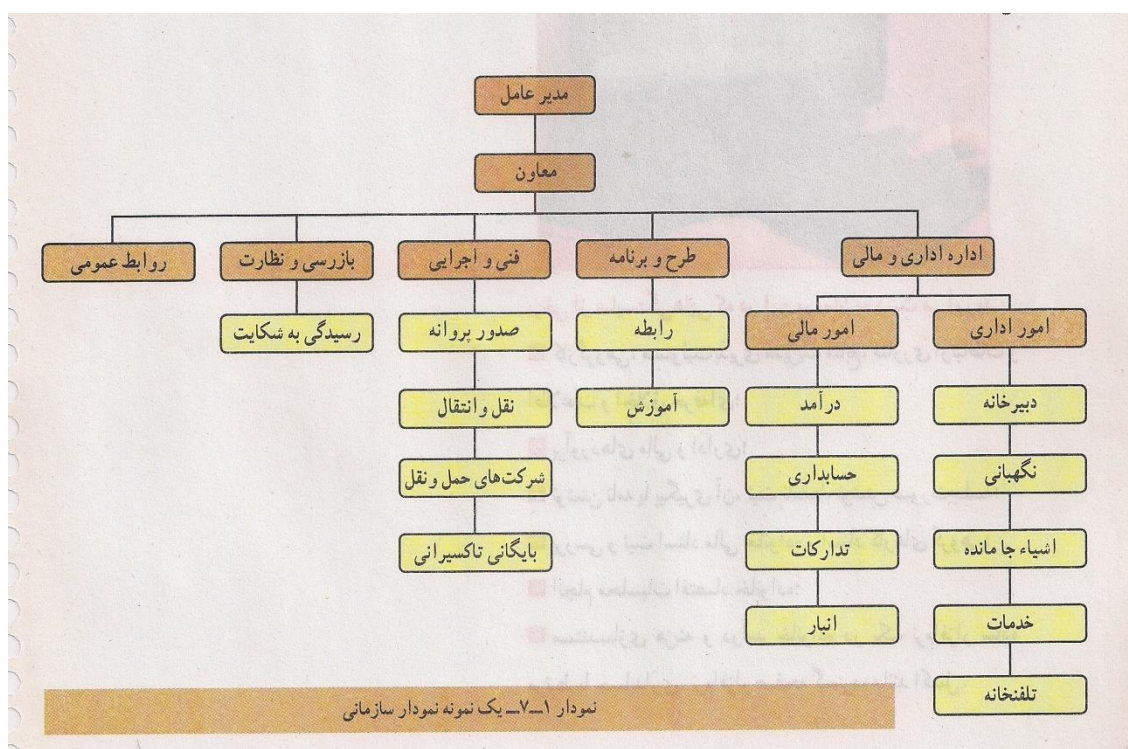 مدیر عامل
معاون
اداره اداری و مالی
طرح و برنامه
فنی و اجرایی
بازرسی و نظارت
روابط عمومی
امور اداری
امور مالی
رابطه
صدور پروانه
رسیدگی به شکایت
دبیرخانه
درآمد
آموزش
نقل و انتقال
نگهبانی
حسابداری
شرکت‌های حمل و نقل
اشیاء جا مانده
تدارکات
بایگانی تاکسیرانی
خدمات
انبار
تلفنخانه
نمودار ۱ــ۷ــ یک نمونه نمودار سازمانی